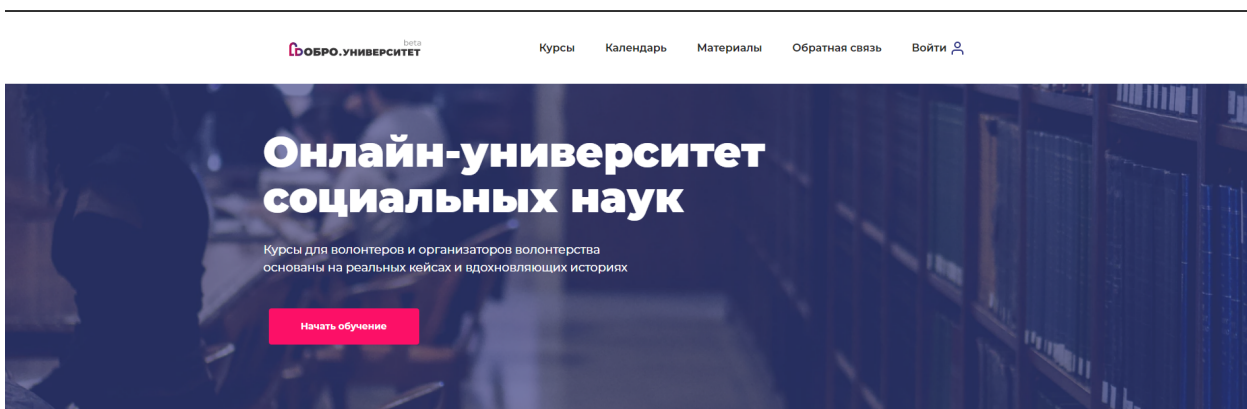 beta
ДОБРО.УНИВЕРСИТЕТ
Курсы Календарь Материалы Обратная связь Войти
Онлайн-университет
социальных наук
Курсы для волонтеров и организаторов волонтерства
основаны на реальных кейсах и вдохновляющих историях
Начать обучение